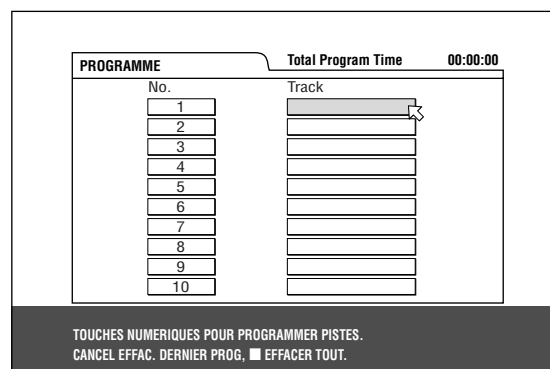 PROGRAMME Total Program Time 00:00:00
No. Track
1
2
3
4
5
6
7
8
9
10
TOUCHES NUMERIQUES POUR PROGRAMMER PISTES.
CANCEL EFFAC. DERNIER PROG, ■ EFFACER TOUT.